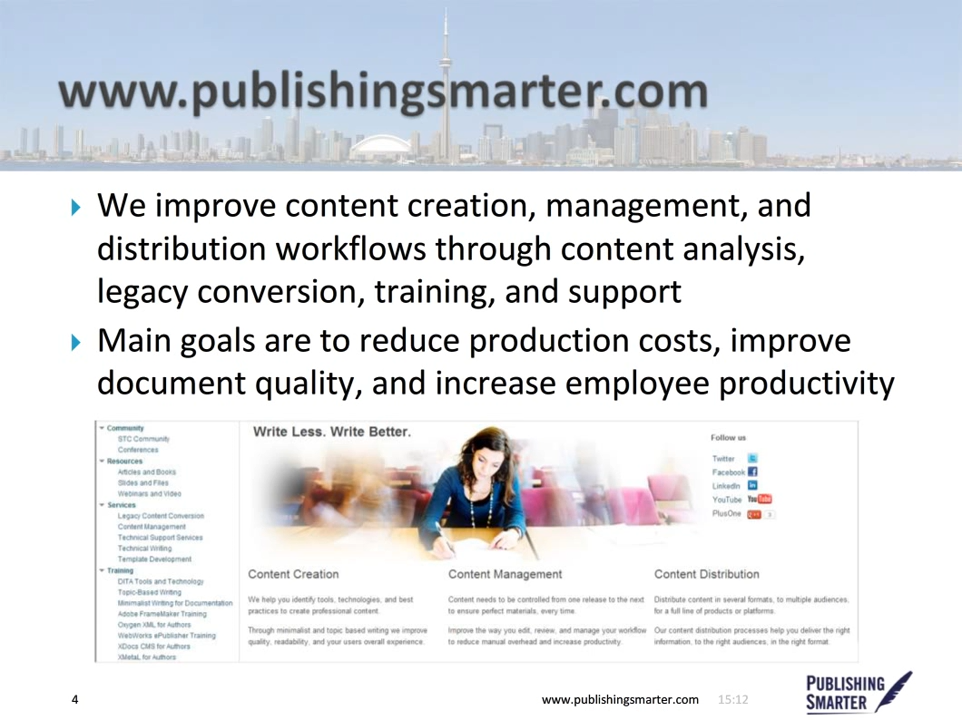 www.publishingsmarter.com
We improve content creation, management, and
distribution workflows through content analysis,
legacy conversion, training, and support
Main goals are to reduce production costs, improve
document quality, and increase employee productivity
Community
STC Community
Conferences
Resources
Articles and Books
Slides and Files
Webinars and Video
Services
Legacy Content Conversion
Content Management
Technical Support Services
Technical Writing
Template Development
Training
DITA Tools and Technology
Topic-Based Writing
Minimalist Writing for Documentation
Adobe FrameMaker Training
Oxygen XML for Authors
WebWorks ePublisher Training
XDocs CMS for Authors
XMetaL for Authors
Write Less. Write Better.
Follow us
Twitter
Facebook
LinkedIn
YouTube You Tube
PlusOne
Content Creation
We help you identify tools, technologies, and best
practices to create professional content.
Through minimalist and topic based writing we improve
quality, readability, and your users overall experience.
Content Management
Content needs to be controlled from one release to the next
to ensure perfect materials, every time.
Improve the way you edit, review, and manage your workflow
to reduce manual overhead and increase productivity.
Content Distribution
Distribute content in several formats, to multiple audiences,
for a full line of products or platforms.
Our content distribution processes help you deliver the right
information, to the right audiences, in the right format.
4
www.publishingsmarter.com
15:12
PUBLISHING
SMARTER